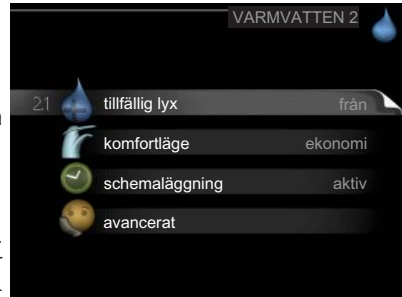 VARMVATTEN 2
2.1 tillfällig lyx från
komfortläge ekonomi
schemaläggning aktiv
avancerat